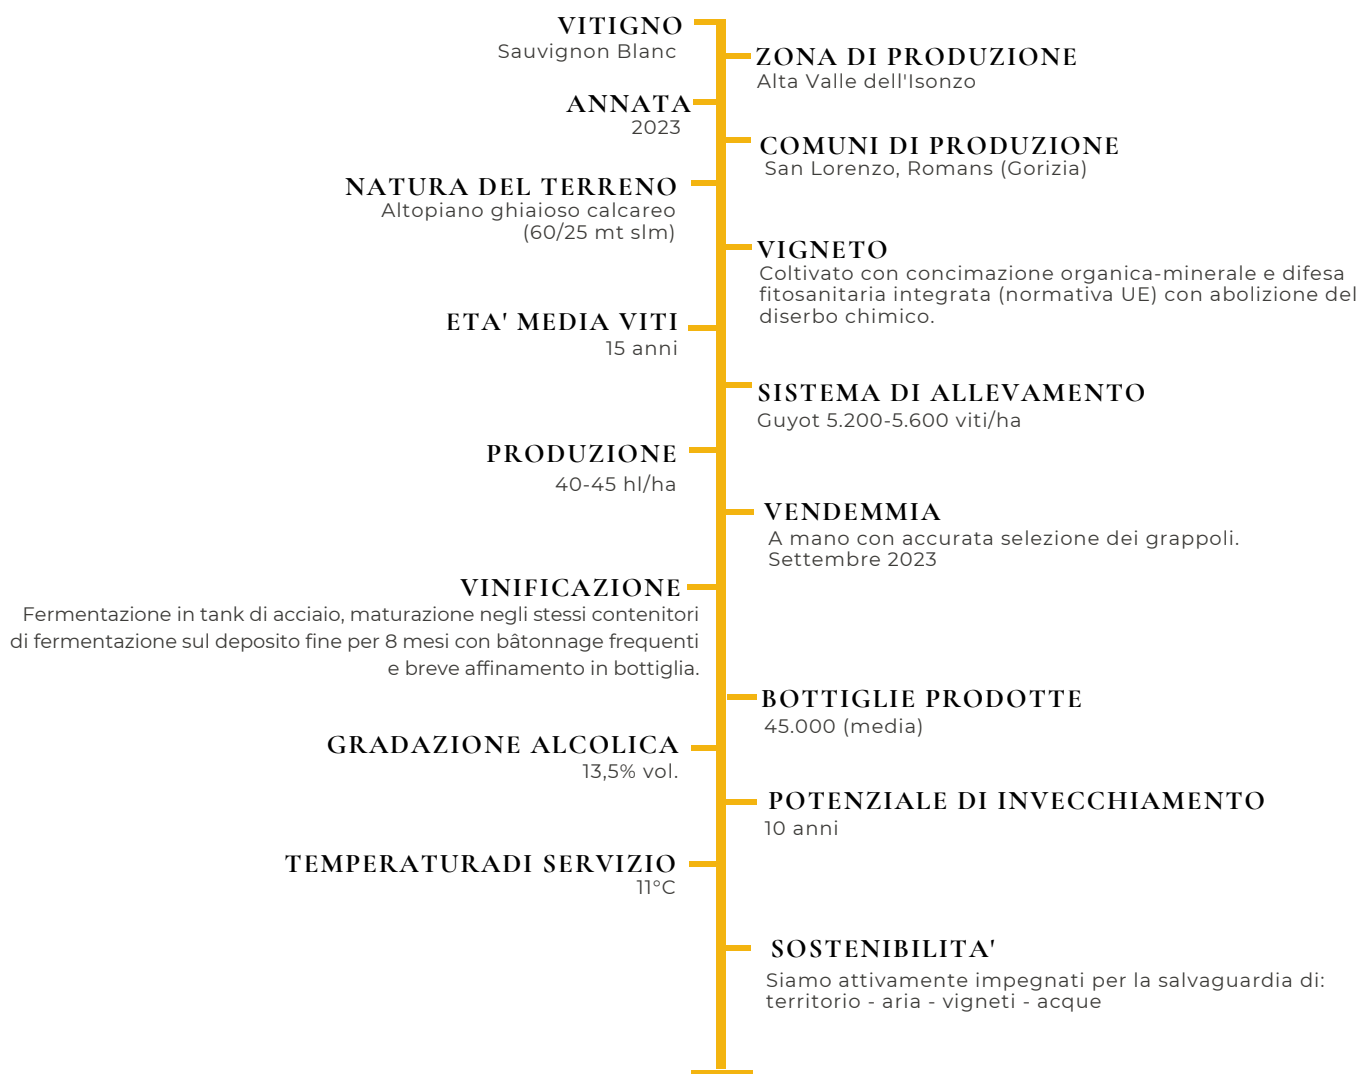 VITIGNO
Sauvignon Blanc
ZONA DI PRODUZIONE
Alta Valle dell'Isonzo
ANNATA
2023
COMUNI DI PRODUZIONE
San Lorenzo, Romans (Gorizia)
NATURA DEL TERRENO
Altopiano ghiaioso calcareo
(60/25 mt slm)
VIGNETO
Coltivato con concimazione organica-minerale e difesa
fitosanitaria integrata (normativa UE) con abolizione del
diserbo chimico.
ETA' MEDIA VITI
15 anni
SISTEMA DI ALLEVAMENTO
Guyot 5.200-5.600 viti/ha
PRODUZIONE
40-45 hl/ha
VENDEMMIA
A mano con accurata selezione dei grappoli.
Settembre 2023
VINIFICAZIONE
Fermentazione in tank di acciaio, maturazione negli stessi contenitori
di fermentazione sul deposito fine per 8 mesi con bâtonnage frequenti
e breve affinamento in bottiglia.
BOTTIGLIE PRODOTTE
45.000 (media)
GRADAZIONE ALCOLICA
13,5% vol.
POTENZIALE DI INVECCHIAMENTO
10 anni
TEMPERATURADI SERVIZIO
11°C
SOSTENIBILITA'
Siamo attivamente impegnati per la salvaguardia di:
territorio - aria - vigneti - acque